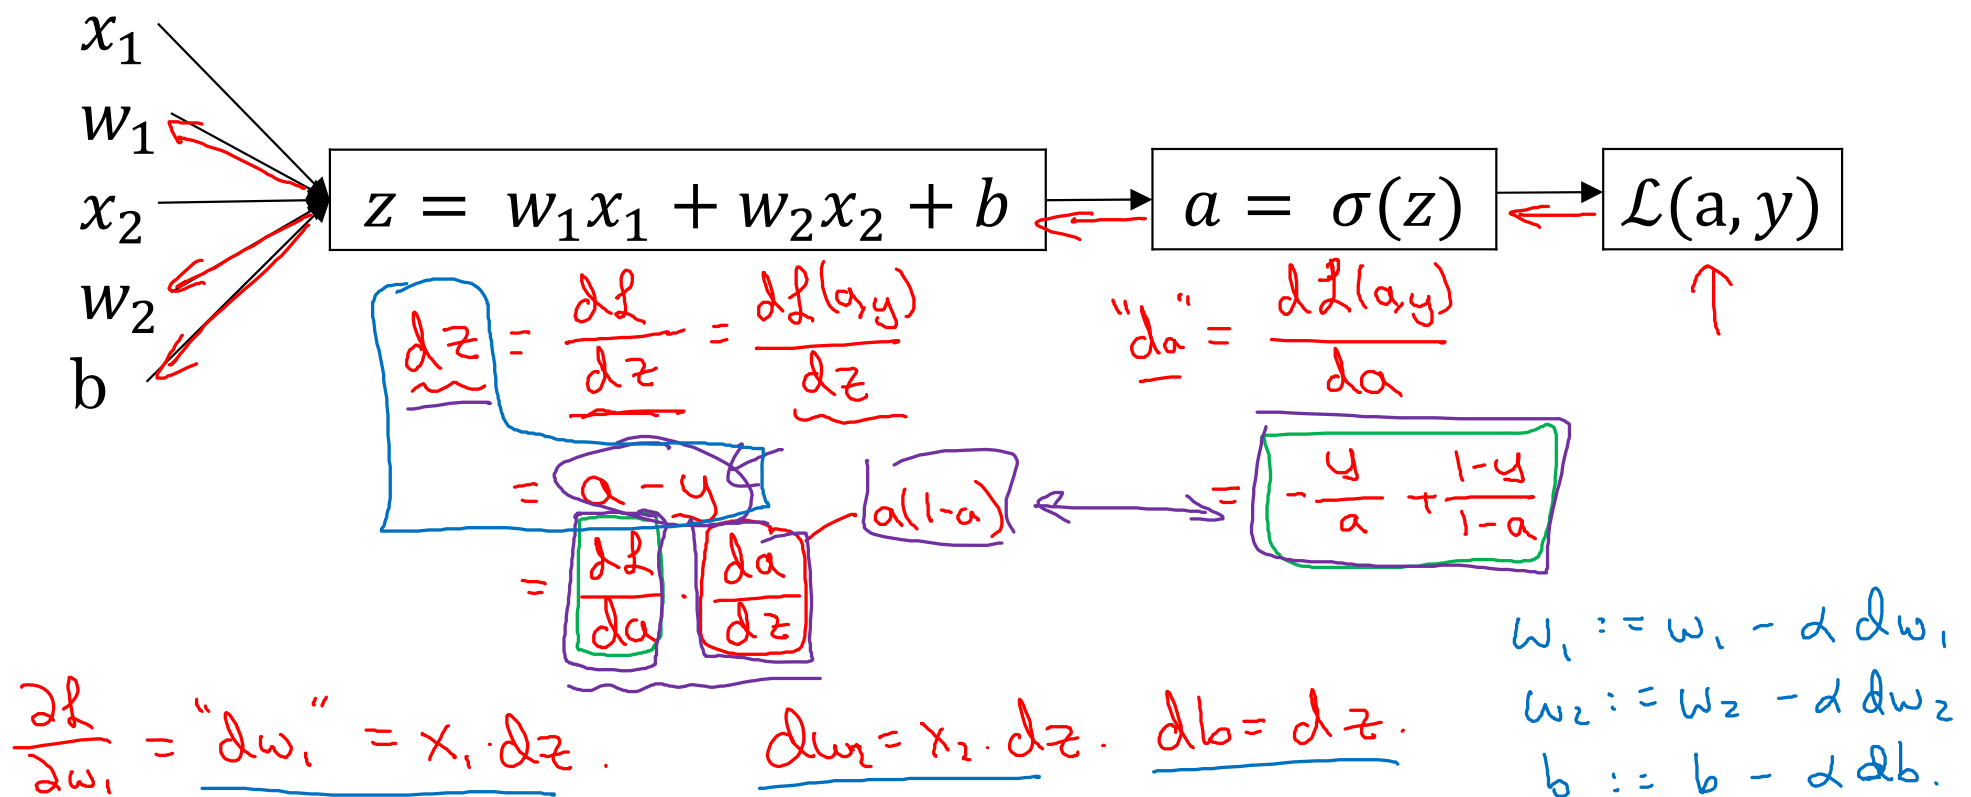 x₁
w₁
x₂
w₂
b
z = w₁x₁ + w₂x₂ + b
a = σ(z)
ℒ(a, y)
dz = dℒ/dz = dℒ(a,y)/dz
= a - y
= dℒ/da · da/dz
a(1-a)
"da" = dℒ(a,y)/da
= -y/a + (1-y)/(1-a)
∂ℒ/∂w₁ = "dw₁" = x₁·dz.
dw₂ = x₂·dz.
db = dz.
w₁ := w₁ - α dw₁
w₂ := w₂ - α dw₂
b := b - α db.